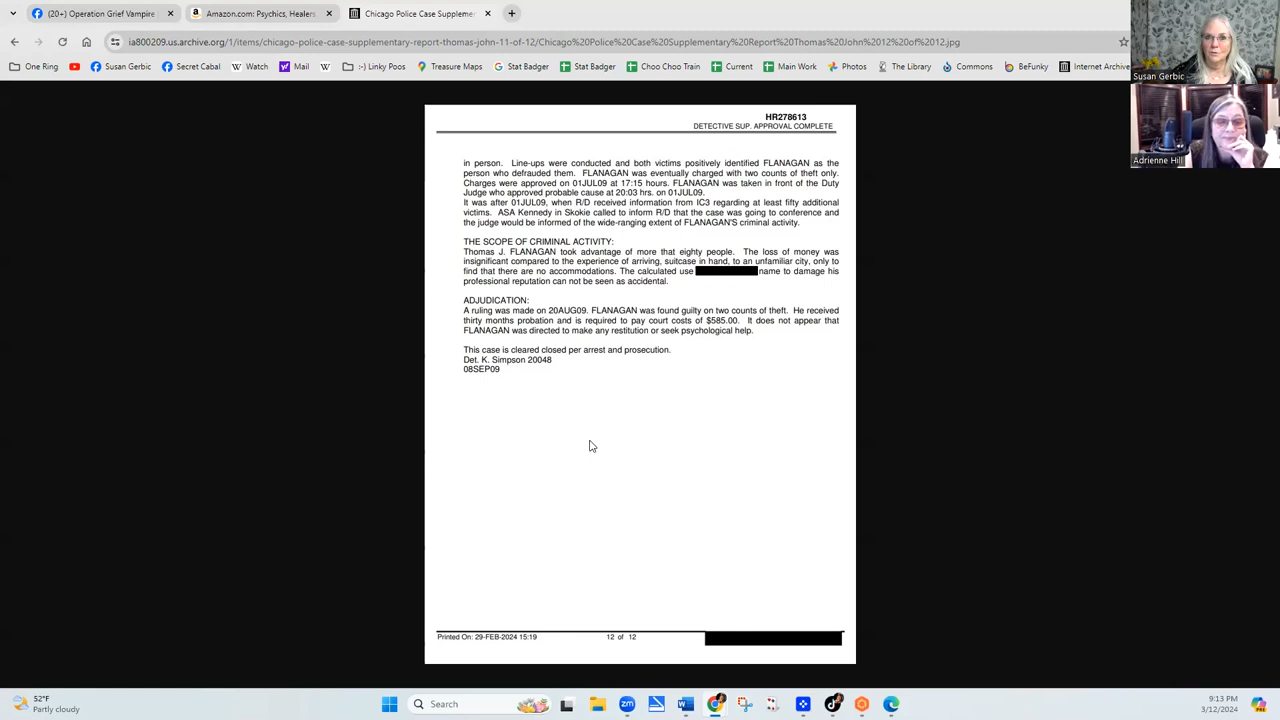 (20+) Operation Grief Vampire
Amazon.com: Psychics, Healers
Chicago Police Case Suppleme
ia800209.us.archive.org/1/items/chicago-police-case-supplementary-report-thomas-john-11-of-12/Chicago%20Police%20Case%20Supplementary%20Report%20Thomas%20John%2012%20of%2012.jpg
One Ring
Susan Gerbic
Secret Cabal
Watch
Mail
:-) Linky Poos
Treasure Maps
Gnt Stat Badger
Stat Badger
Choo Choo Train
Current
Main Work
Photos
The Library
Commons
BeFunky
Internet Archive
Susan Gerbic
Adrienne Hill
HR278613
DETECTIVE SUP. APPROVAL COMPLETE
in person. Line-ups were conducted and both victims positively identified FLANAGAN as the
person who defrauded them. FLANAGAN was eventually charged with two counts of theft only.
Charges were approved on 01JUL09 at 17:15 hours. FLANAGAN was taken in front of the Duty
Judge who approved probable cause at 20:03 hrs. on 01JUL09.
It was after 01JUL09, when R/D received information from IC3 regarding at least fifty additional
victims. ASA Kennedy in Skokie called to inform R/D that the case was going to conference and
the judge would be informed of the wide-ranging extent of FLANAGAN'S criminal activity.
THE SCOPE OF CRIMINAL ACTIVITY:
Thomas J. FLANAGAN took advantage of more that eighty people. The loss of money was
insignificant compared to the experience of arriving, suitcase in hand, to an unfamiliar city, only to
find that there are no accommodations. The calculated use name to damage his
professional reputation can not be seen as accidental.
ADJUDICATION:
A ruling was made on 20AUG09. FLANAGAN was found guilty on two counts of theft. He received
thirty months probation and is required to pay court costs of $585.00. It does not appear that
FLANAGAN was directed to make any restitution or seek psychological help.
This case is cleared closed per arrest and prosecution.
Det. K. Simpson 20048
08SEP09
Printed On: 29-FEB-2024 15:19
12 of 12
52°F
Partly cloudy
Search
9:13 PM
3/12/2024